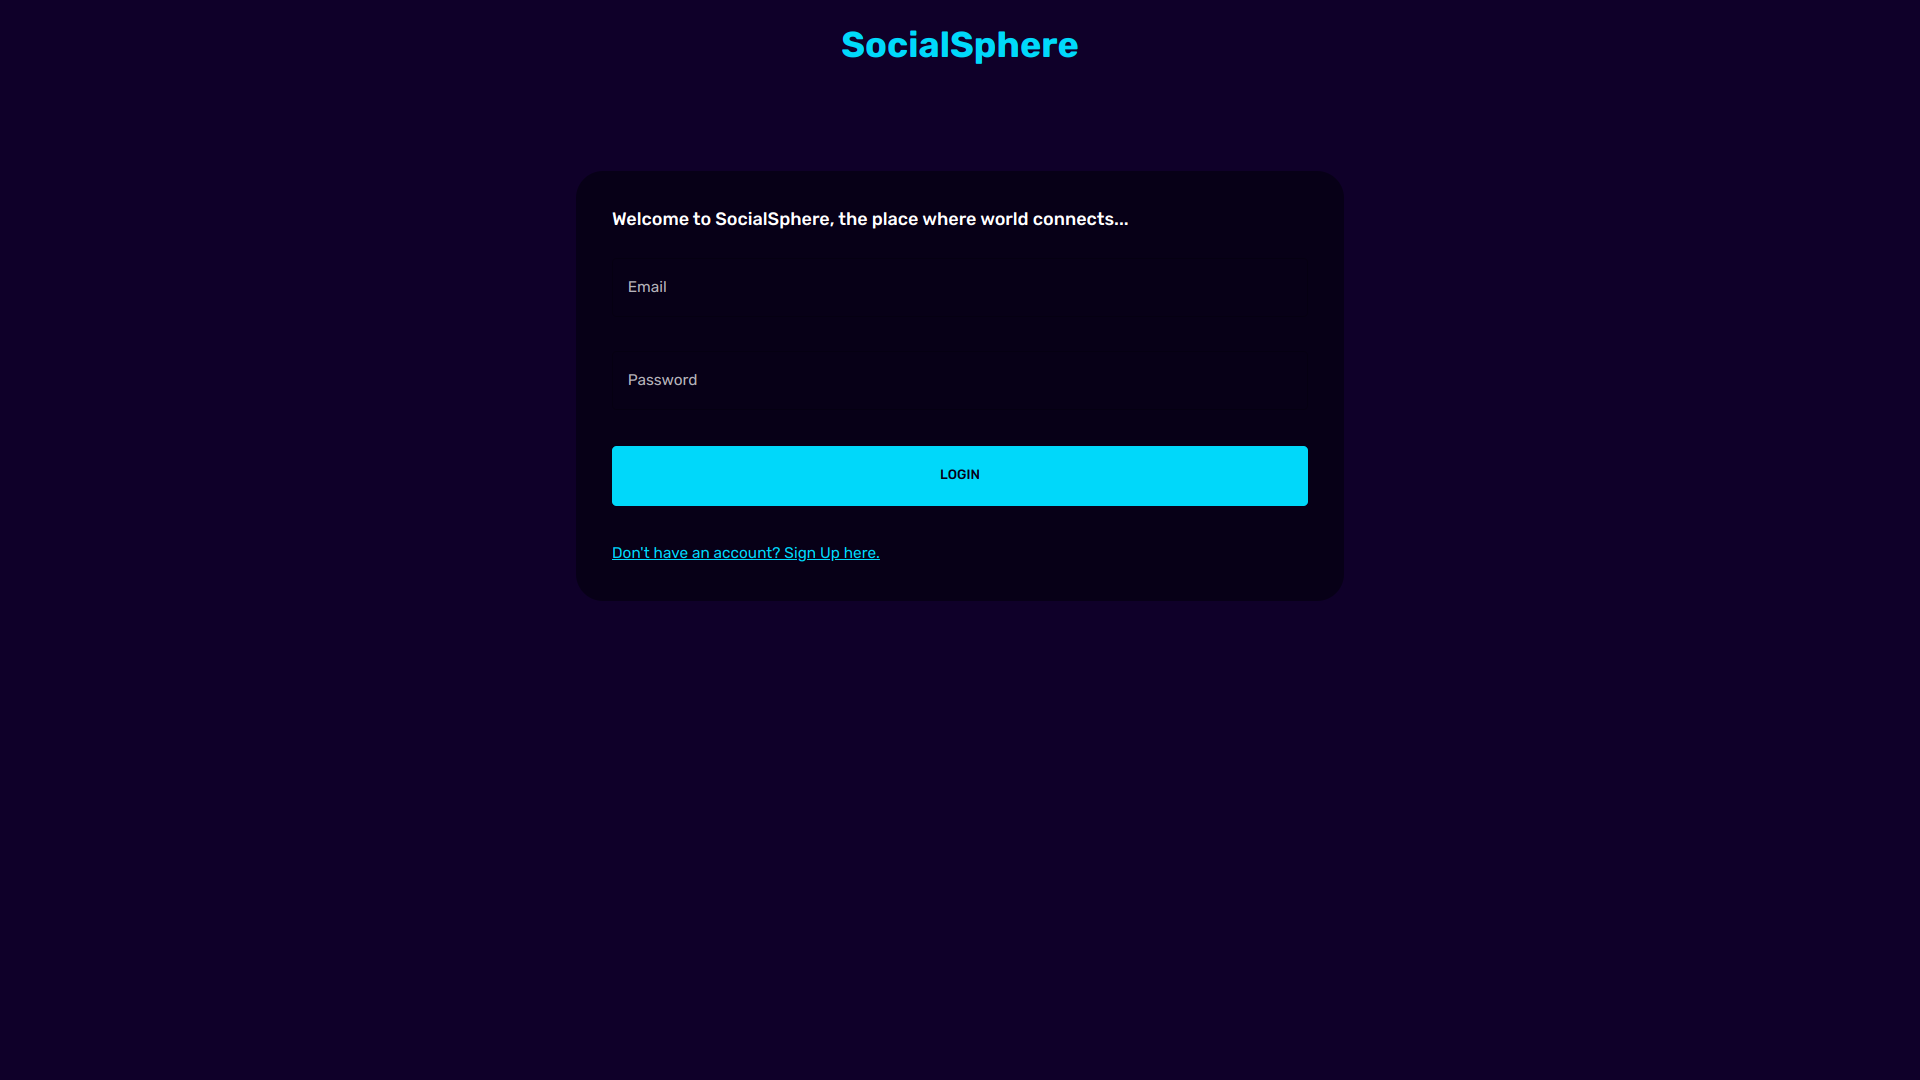 SocialSphere
Welcome to SocialSphere, the place where world connects...
Email
Password
LOGIN
Don't have an account? Sign Up here.